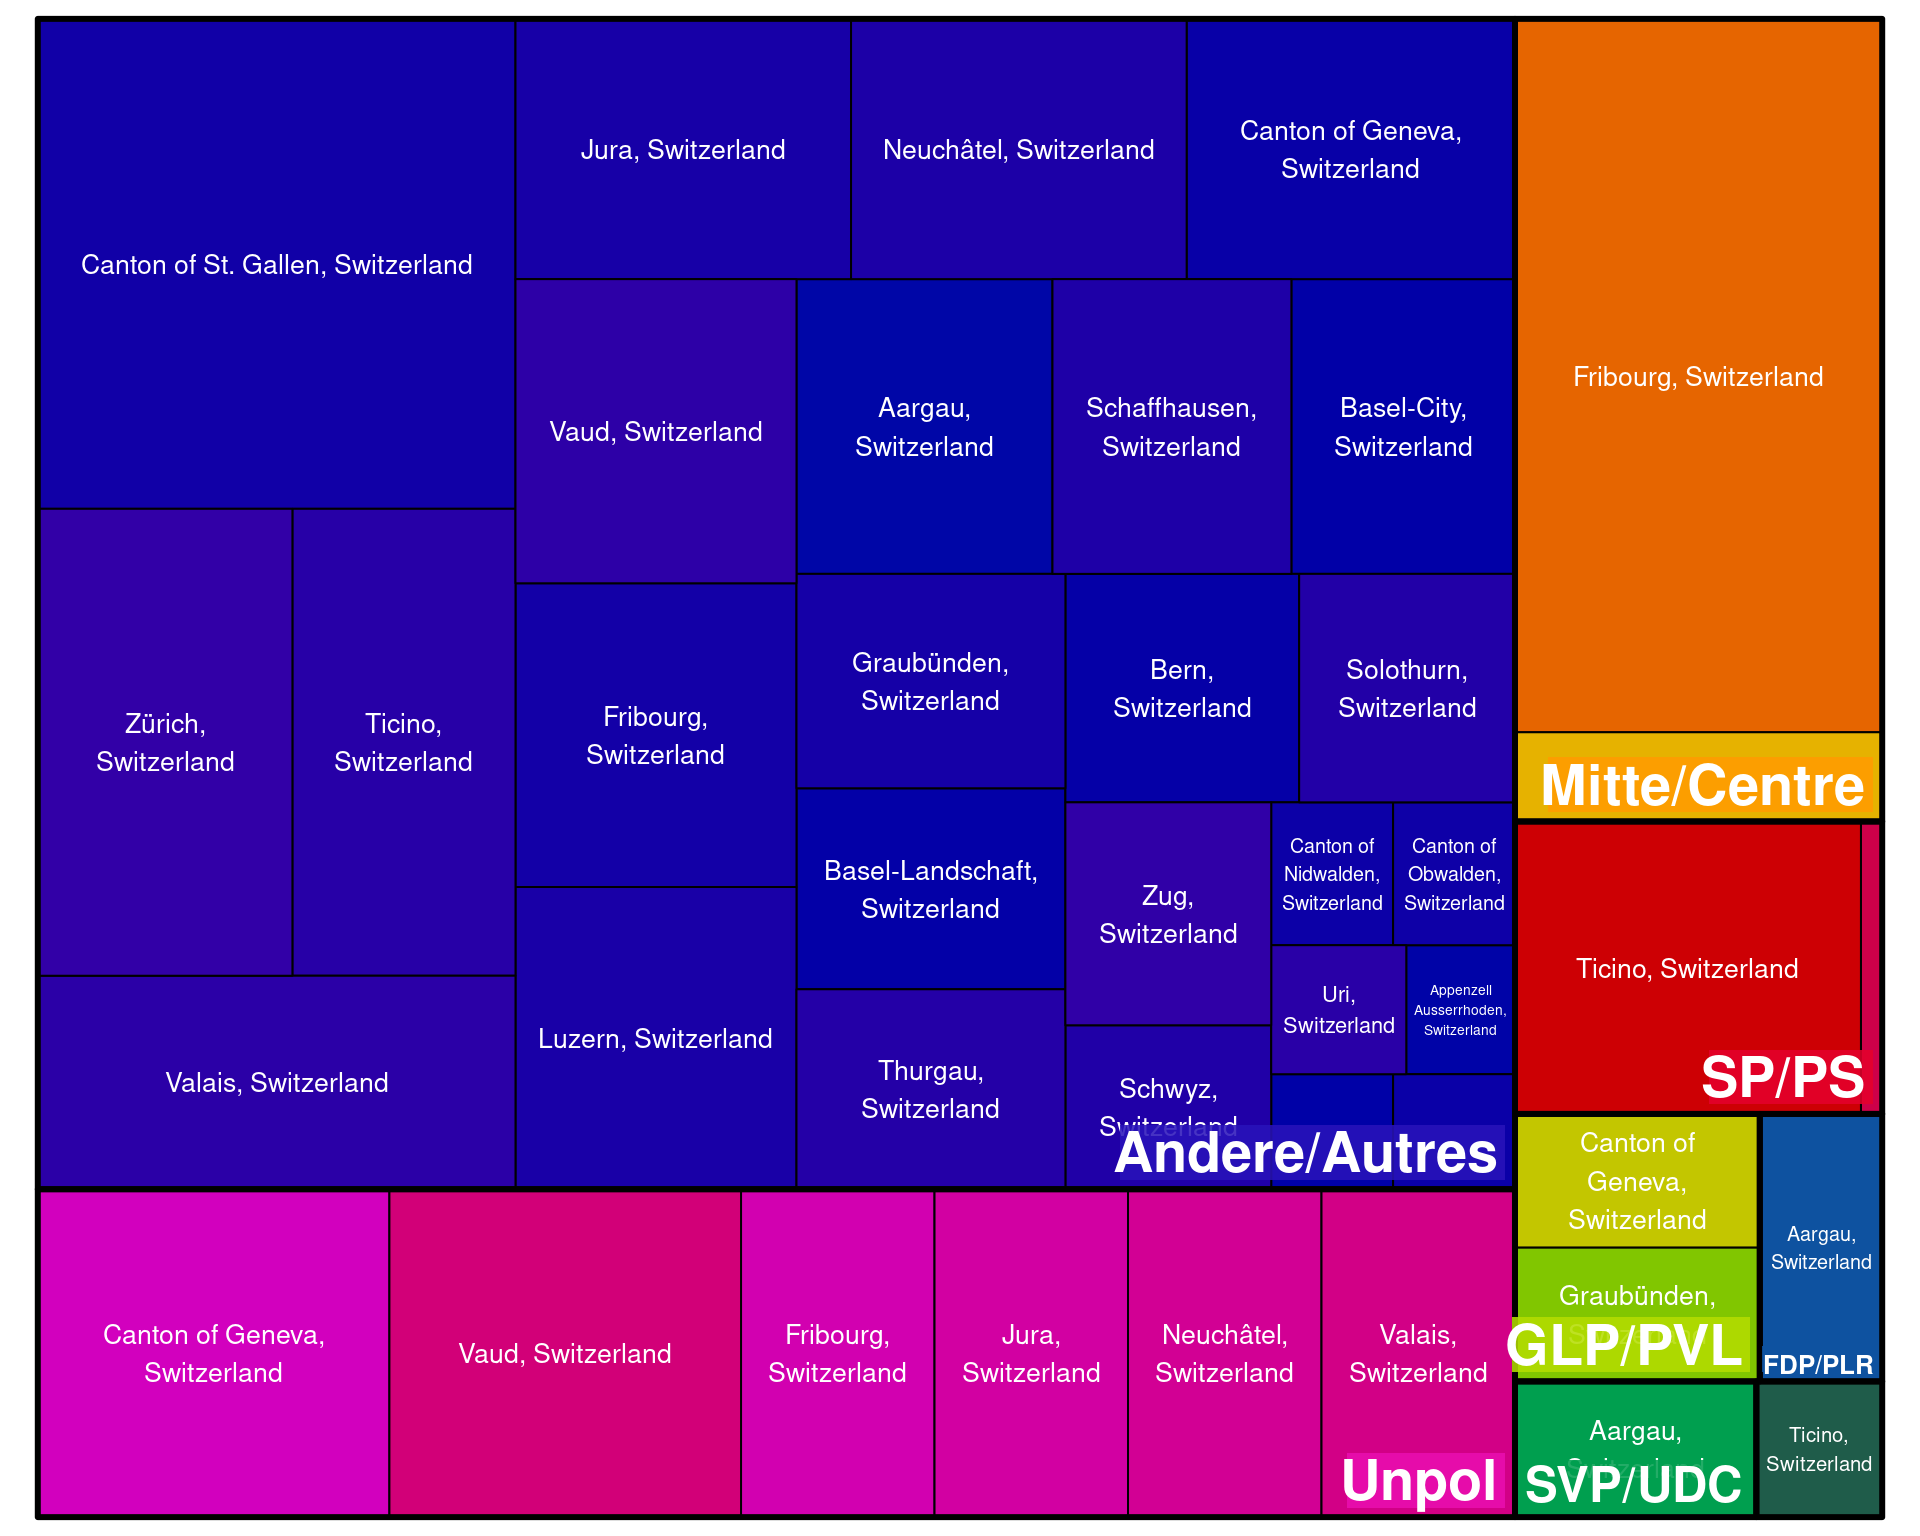 Canton of St. Gallen, Switzerland
Jura, Switzerland
Neuchâtel, Switzerland
Canton of Geneva,
Switzerland
Vaud, Switzerland
Aargau,
Switzerland
Schaffhausen,
Switzerland
Basel-City,
Switzerland
Zürich,
Switzerland
Ticino,
Switzerland
Fribourg,
Switzerland
Graubünden,
Switzerland
Bern,
Switzerland
Solothurn,
Switzerland
Basel-Landschaft,
Switzerland
Zug,
Switzerland
Canton of
Nidwalden,
Switzerland
Canton of
Obwalden,
Switzerland
Uri,
Switzerland
Appenzell
Ausserrhoden,
Switzerland
Valais, Switzerland
Luzern, Switzerland
Thurgau,
Switzerland
Schwyz,
Switzerland
Andere/Autres
Canton of Geneva,
Switzerland
Vaud, Switzerland
Fribourg,
Switzerland
Jura,
Switzerland
Neuchâtel,
Switzerland
Valais,
Switzerland
Unpol
Fribourg, Switzerland
Mitte/Centre
Ticino, Switzerland
SP/PS
Canton of
Geneva,
Switzerland
Graubünden,
GLP/PVL
Aargau,
Switzerland
FDP/PLR
Aargau,
Switzerland
SVP/UDC
Ticino,
Switzerland